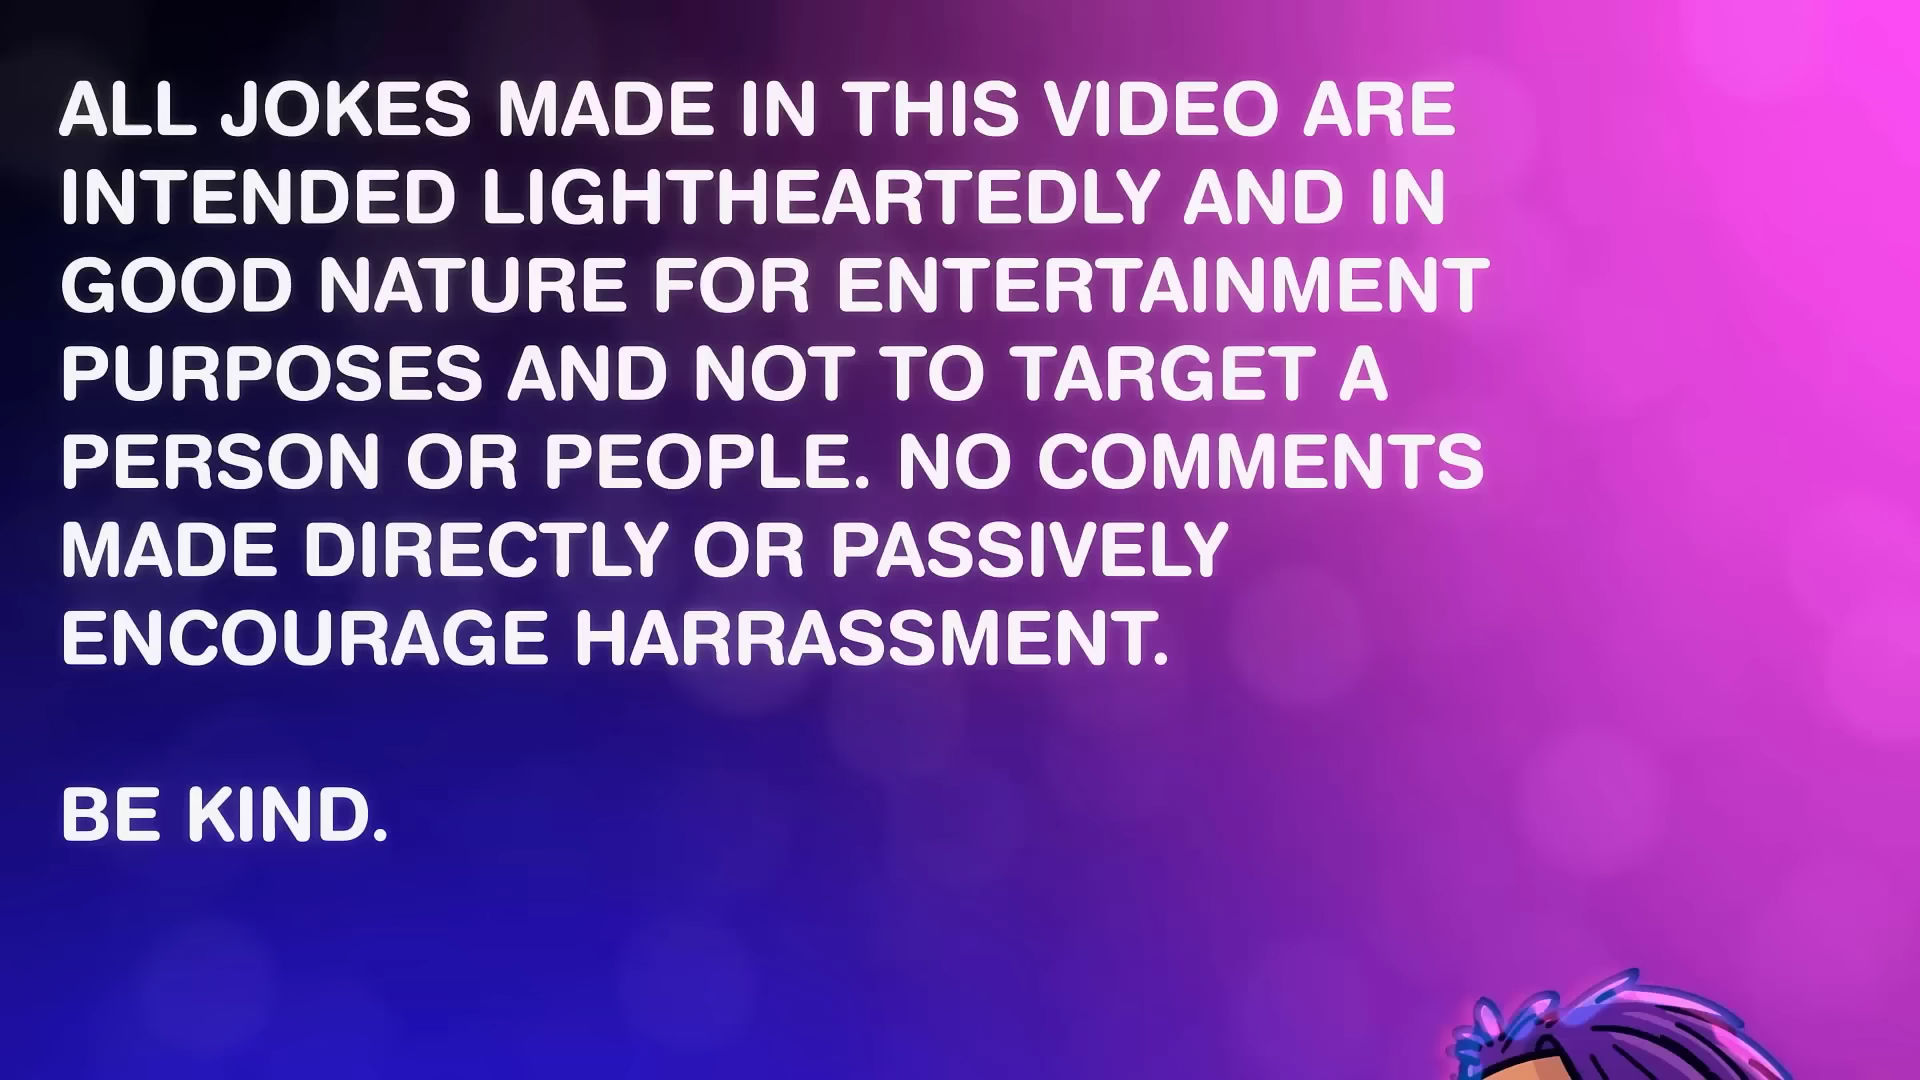 ALL JOKES MADE IN THIS VIDEO ARE
INTENDED LIGHTHEARTEDLY AND IN
GOOD NATURE FOR ENTERTAINMENT
PURPOSES AND NOT TO TARGET A
PERSON OR PEOPLE. NO COMMENTS
MADE DIRECTLY OR PASSIVELY
ENCOURAGE HARRASSMENT.
BE KIND.